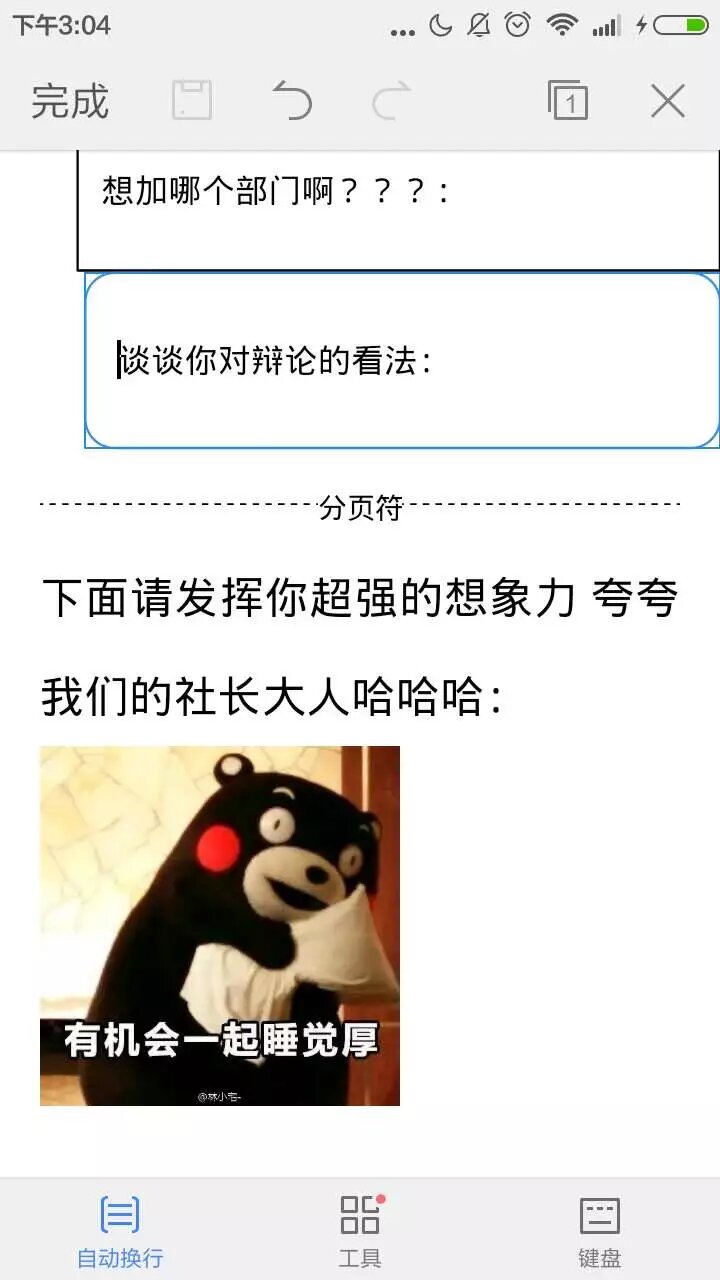 下午3:04
完成
1
想加哪个部门啊？？？：
谈谈你对辩论的看法：
分页符
下面请发挥你超强的想象力 夸夸
我们的社长大人哈哈哈：
有机会一起睡觉厚
@林小宅-
自动换行
工具
键盘